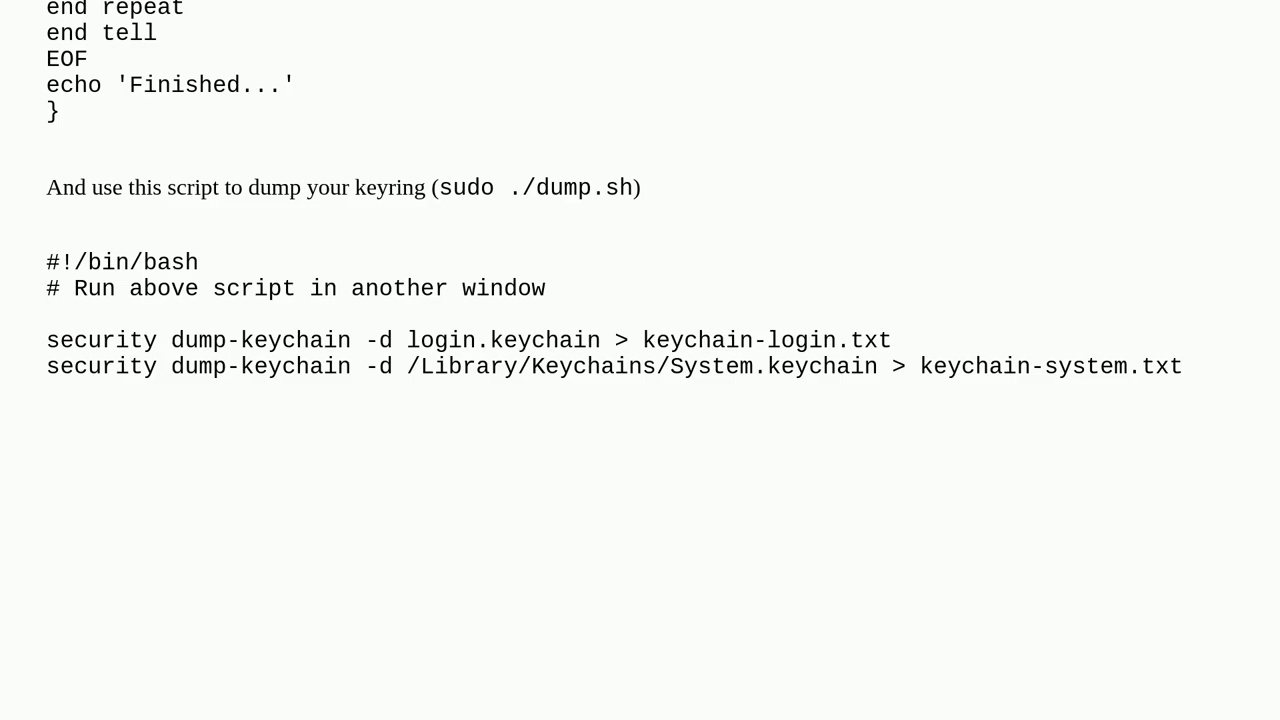 end repeat
end tell
EOF
echo 'Finished...'
}
And use this script to dump your keyring (sudo ./dump.sh)
#!/bin/bash
# Run above script in another window
security dump-keychain -d login.keychain > keychain-login.txt
security dump-keychain -d /Library/Keychains/System.keychain > keychain-system.txt